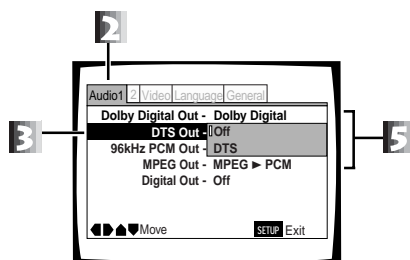 2
Audio1 2 Video Language General
Dolby Digital Out - Dolby Digital
3 DTS Out - Off 5
96kHz PCM Out - DTS
MPEG Out - MPEG ► PCM
Digital Out - Off
Move SETUP Exit